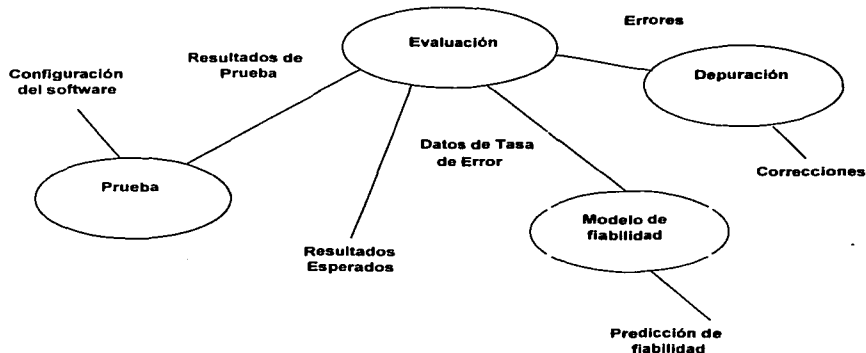 Errores
Evaluación
Resultados de
Prueba
Configuración
del software
Depuración
Datos de Tasa
de Error
Correcciones
Prueba
Modelo de
fiabilidad
Resultados
Esperados
Predicción de
fiabilidad